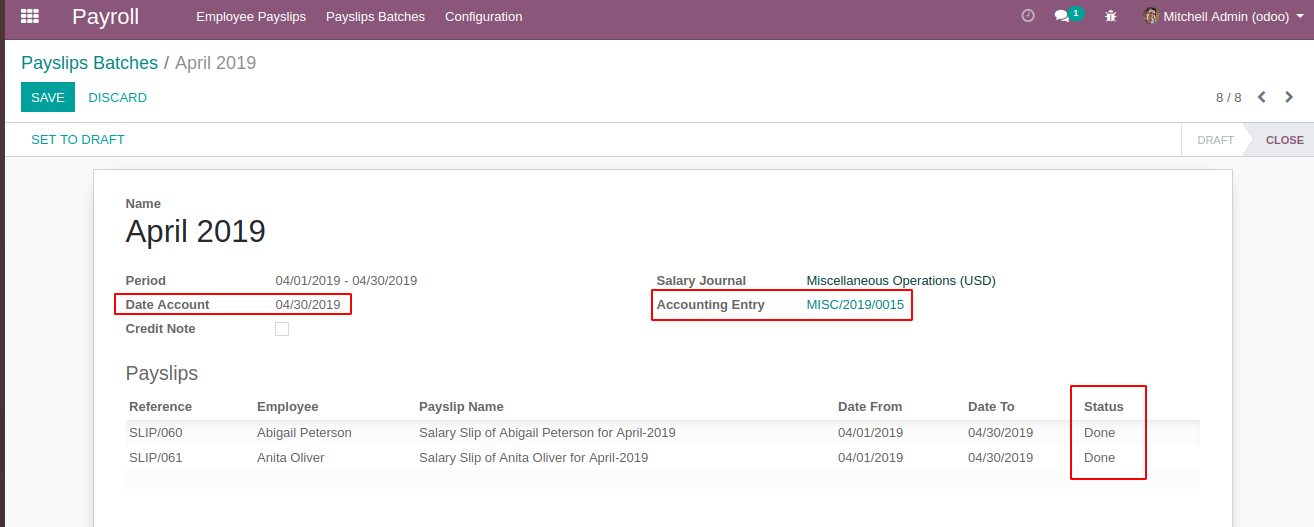 Payroll Employee Payslips Payslips Batches Configuration 1 Mitchell Admin (odoo)
Payslips Batches / April 2019
SAVE DISCARD 8 / 8
SET TO DRAFT DRAFT CLOSE
Name
April 2019
Period 04/01/2019 - 04/30/2019 Salary Journal Miscellaneous Operations (USD)
Date Account 04/30/2019 Accounting Entry MISC/2019/0015
Credit Note
Payslips
Reference Employee Payslip Name Date From Date To Status
SLIP/060 Abigail Peterson Salary Slip of Abigail Peterson for April-2019 04/01/2019 04/30/2019 Done
SLIP/061 Anita Oliver Salary Slip of Anita Oliver for April-2019 04/01/2019 04/30/2019 Done